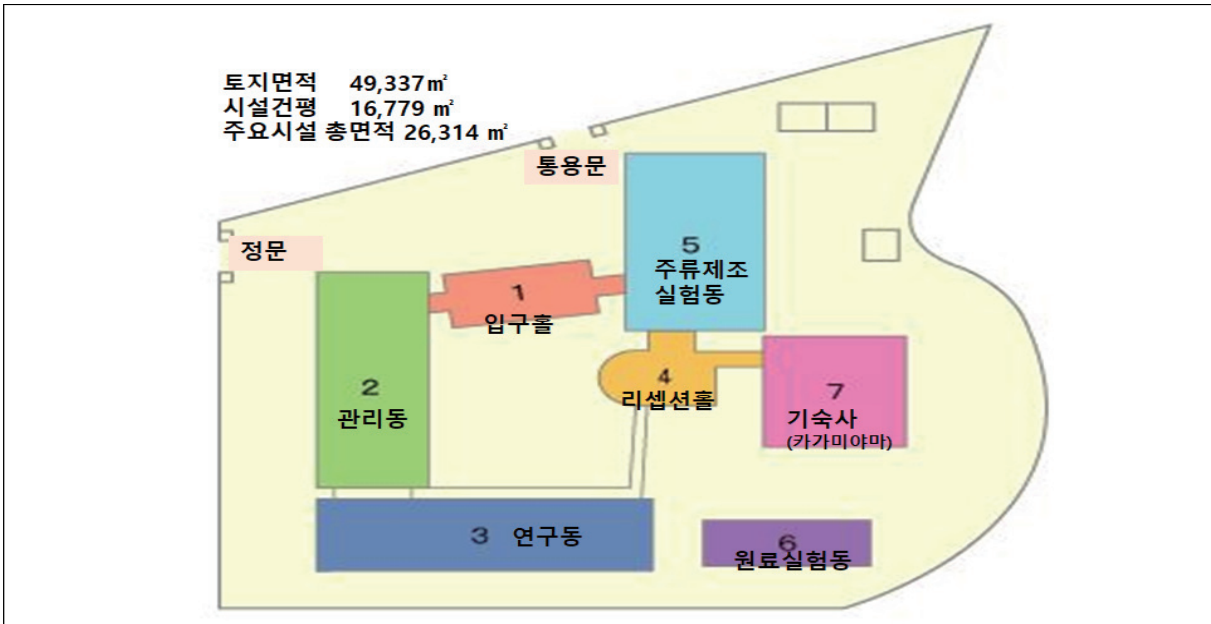 토지면적 49,337㎡
시설건평 16,779 ㎡
주요시설 총면적 26,314 ㎡
통용문
정문
5
주류제조
실험동
1
입구홀
2
관리동
4
리셉션홀
7
기숙사
(카가미야마)
3 연구동
6
원료실험동